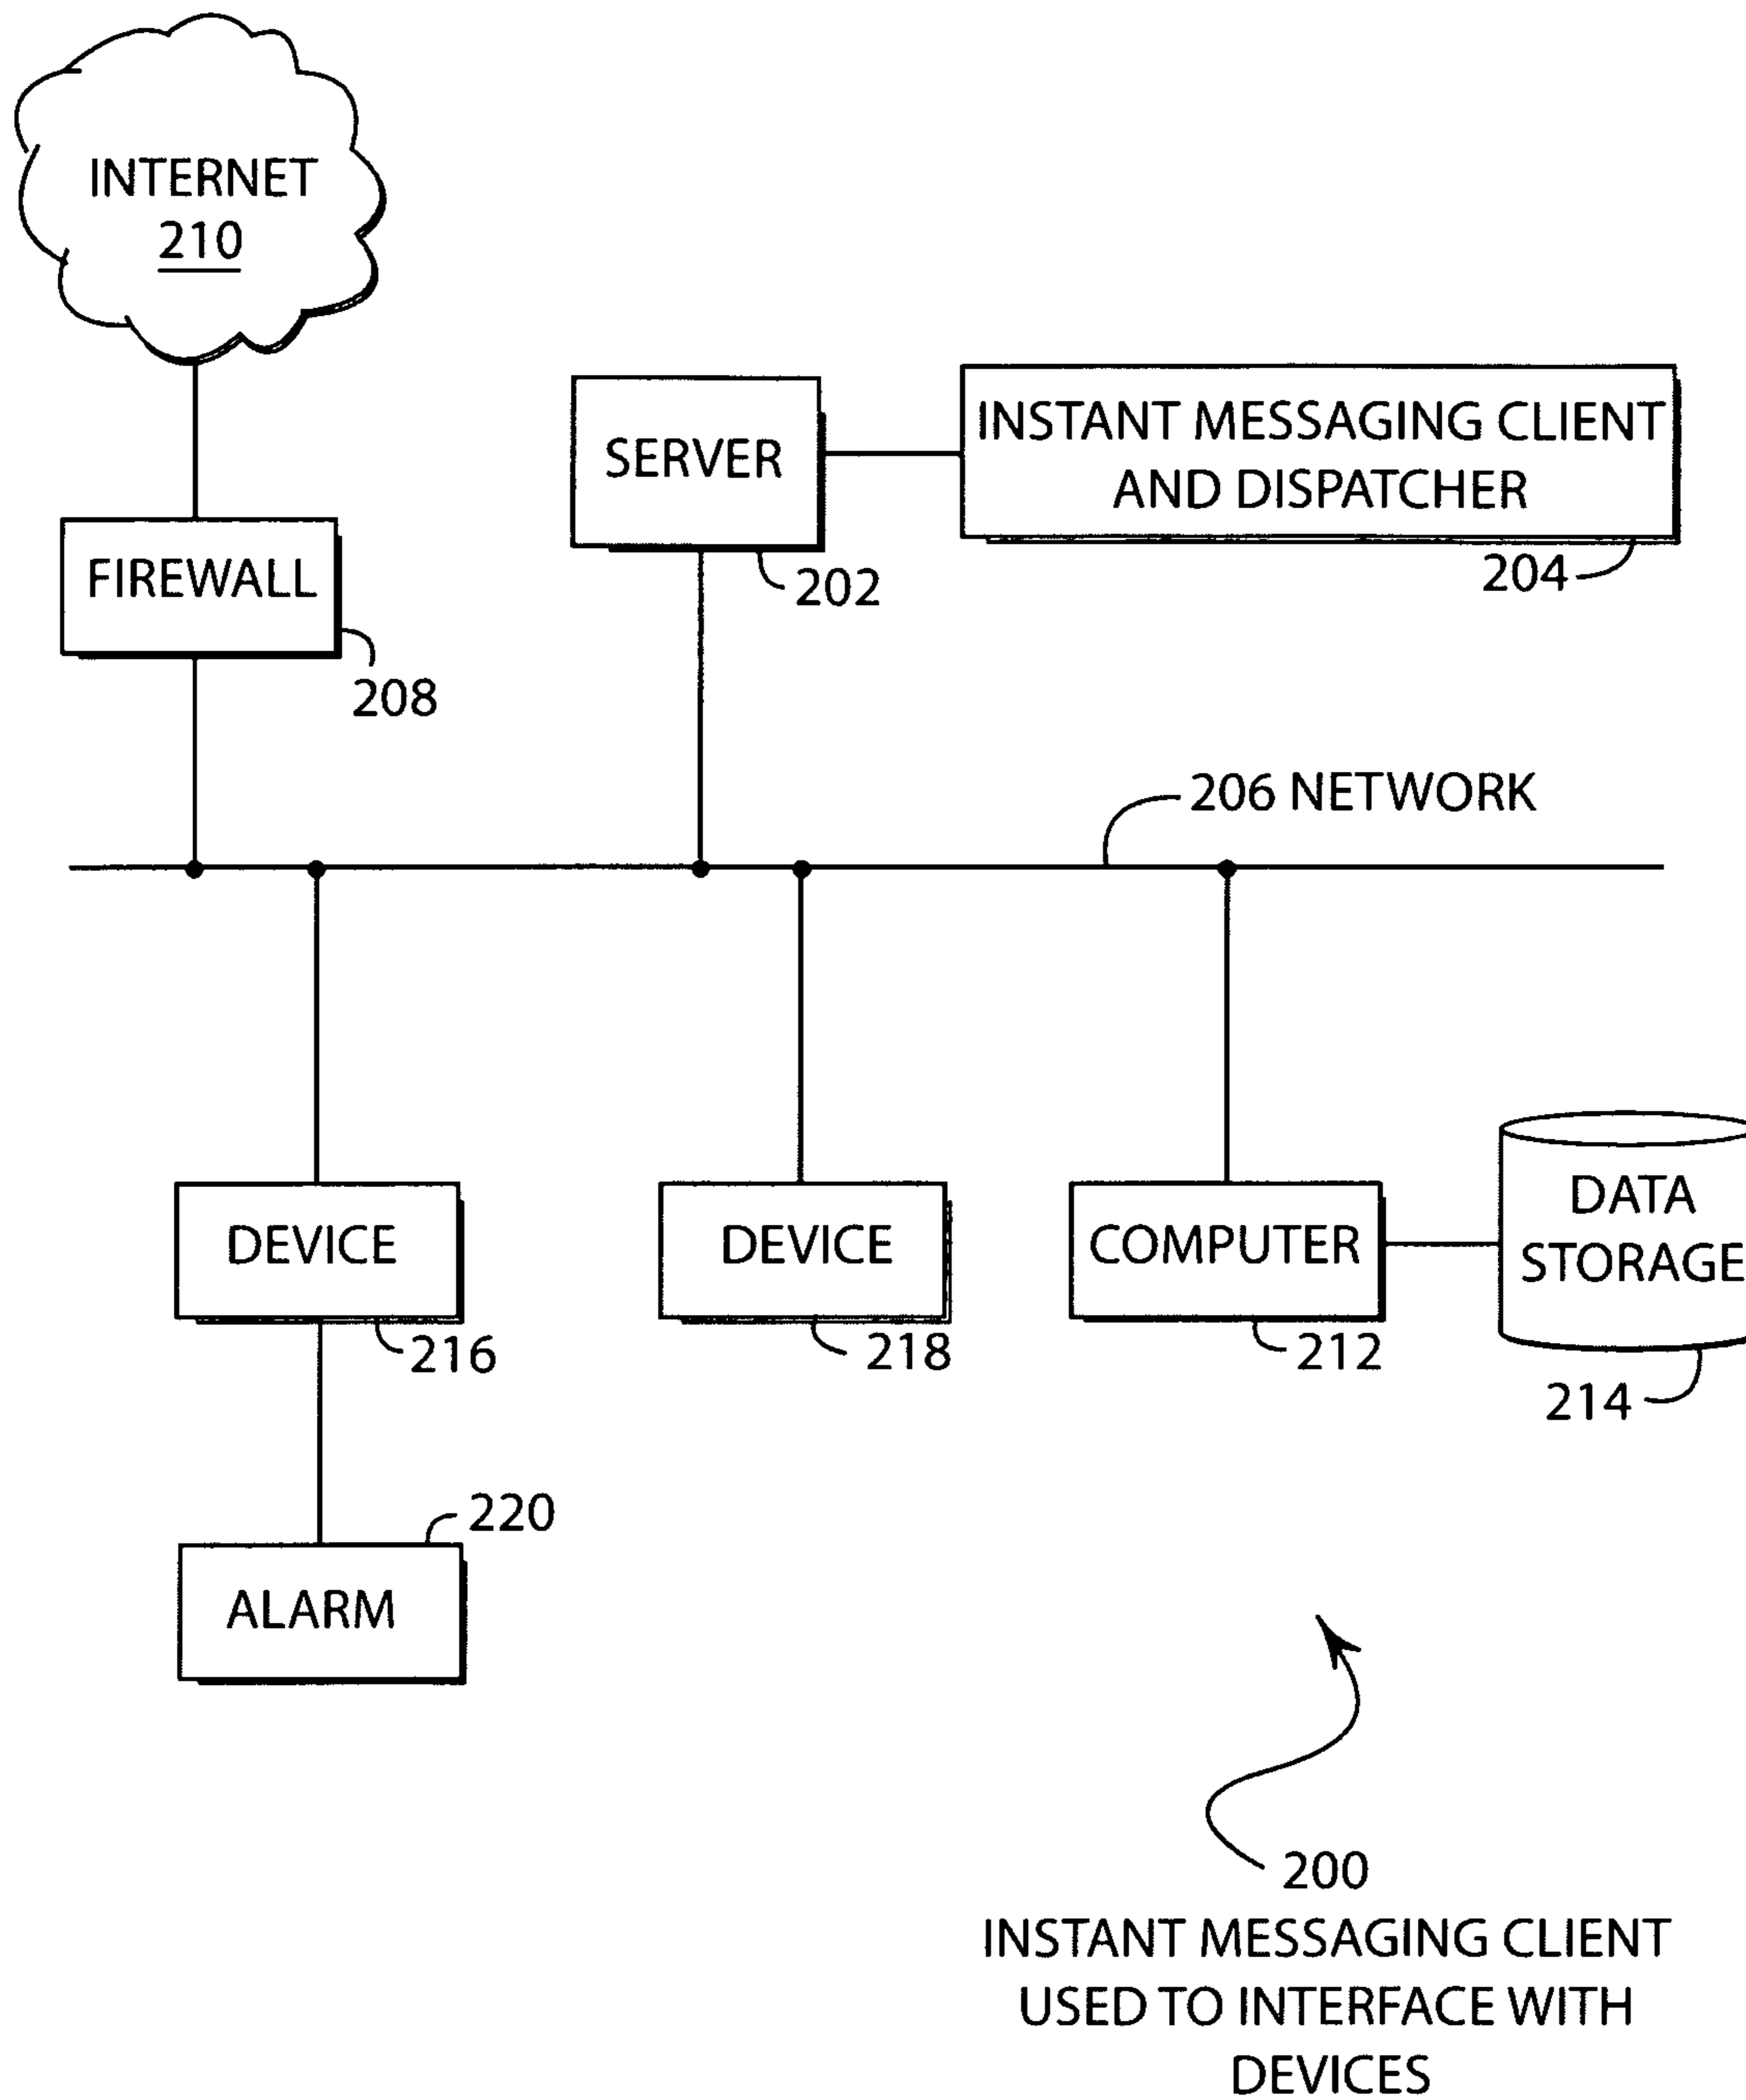 INTERNET
210
SERVER
INSTANT MESSAGING CLIENT
AND DISPATCHER
204
202
FIREWALL
208
206 NETWORK
DEVICE
216
DEVICE
218
COMPUTER
212
DATA
STORAGE
214
220
ALARM
200
INSTANT MESSAGING CLIENT
USED TO INTERFACE WITH
DEVICES